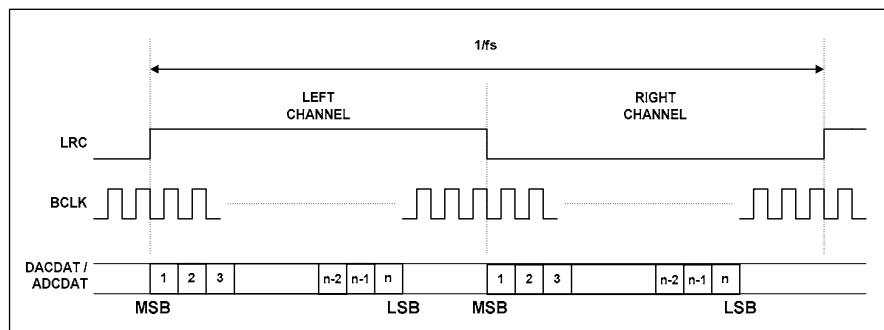 1/fs
LEFT
CHANNEL
RIGHT
CHANNEL
LRC
BCLK
DACDAT /
ADCDAT
1 2 3 n-2 n-1 n 1 2 3 n-2 n-1 n
MSB LSB MSB LSB